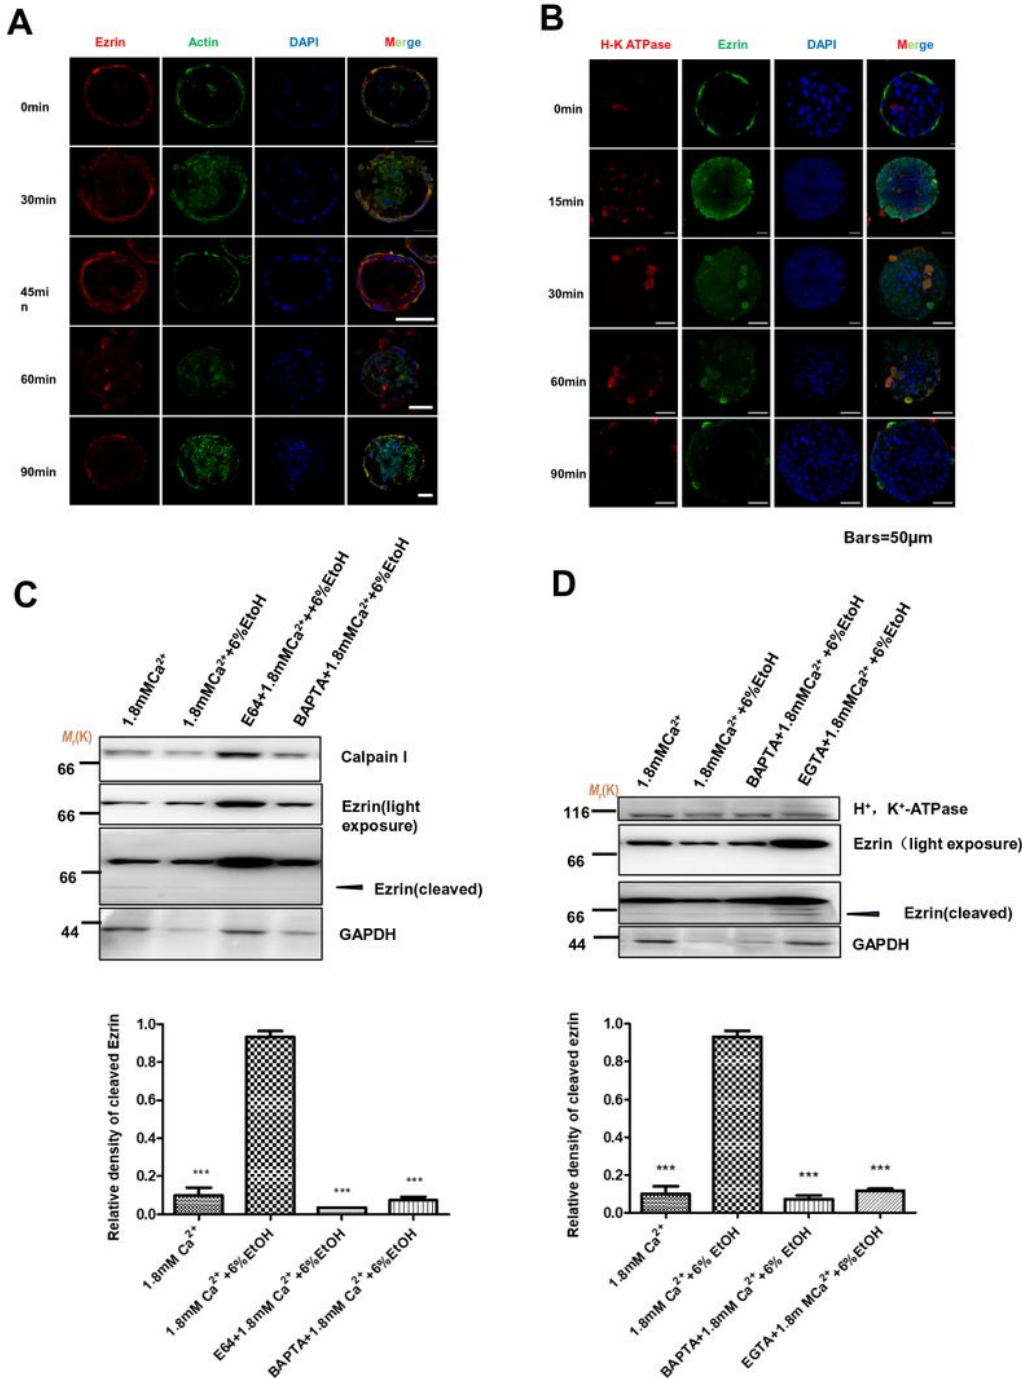 A
Ezrin Actin DAPI Merge
0min
30min
45mi
n
60min
90min
B
H-K ATPase Ezrin DAPI Merge
0min
15min
30min
60min
90min
Bars=50μm
C
1.8mMCa²⁺
1.8mMCa²⁺+6%EtoH
E64+1.8mMCa²⁺++6%EtoH
BAPTA+1.8mMCa²⁺+6%EtoH
Mᵣ(K)
66
Calpain I
66
Ezrin(light
exposure)
66
Ezrin(cleaved)
44
GAPDH
D
1.8mMCa²⁺
1.8mMCa²⁺+6%EtoH
BAPTA+1.8mMCa²⁺+6%EtoH
EGTA+1.8mMCa²⁺+6%EtoH
Mᵣ(K)
116
H⁺, K⁺-ATPase
Ezrin (light exposure)
66
66
Ezrin(cleaved)
44
GAPDH
Relative density of cleaved Ezrin
1.0
0.8
0.6
0.4
0.2
0.0
*** *** ***
1.8mM Ca²⁺
1.8mM Ca²⁺+6%EtOH
E64+1.8mM Ca²⁺+6%EtOH
BAPTA+1.8mM Ca²⁺+6%EtOH
Relative density of cleaved ezrin
1.0
0.8
0.6
0.4
0.2
0.0
*** *** ***
1.8mM Ca²⁺
1.8mM Ca²⁺+6% EtOH
BAPTA+1.8mM Ca²⁺+6% EtOH
EGTA+1.8m MCa²⁺+6%EtOH